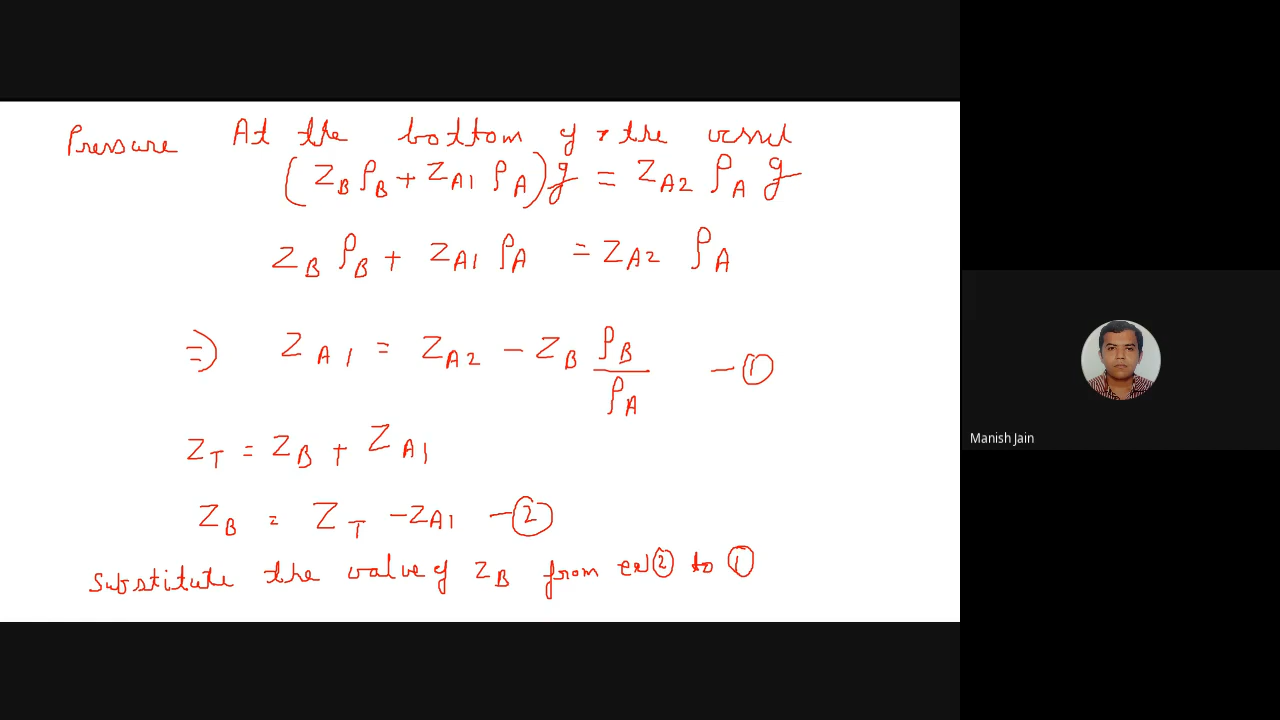 Pressure At the bottom of the vessel
(Z_B ρ_B + Z_A1 ρ_A) g = Z_A2 ρ_A g
Z_B ρ_B + Z_A1 ρ_A = Z_A2 ρ_A
⇒ Z_A1 = Z_A2 - Z_B ρ_B/ρ_A - ①
Z_T = Z_B + Z_A1
Z_B = Z_T - Z_A1 - ②
Substitute the value of Z_B from eq ② to ①
Manish Jain